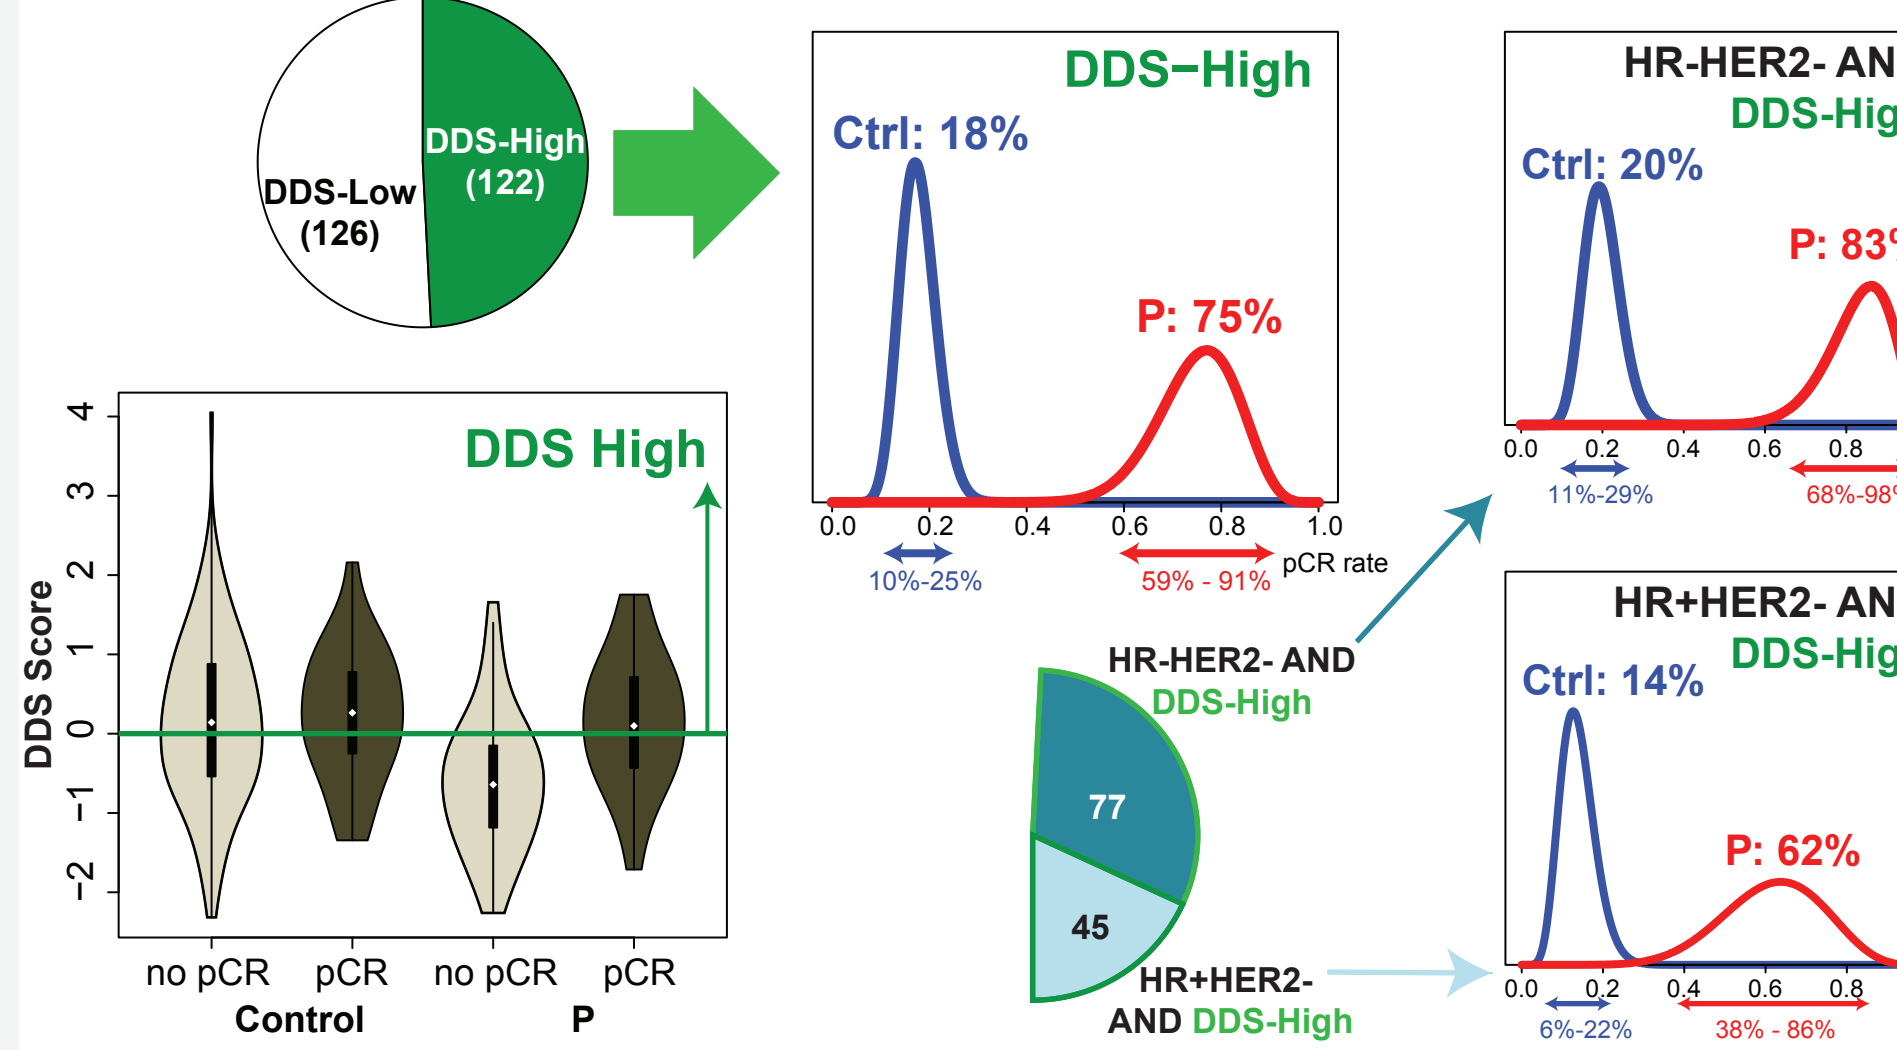 DDS-High
(122)
DDS-Low
(126)
DDS−High
Ctrl: 18%
P: 75%
0.0 0.2 0.4 0.6 0.8 1.0
pCR rate
10%-25%
59% - 91%
HR-HER2- AN
DDS-Hig
Ctrl: 20%
P: 83%
0.0 0.2 0.4 0.6 0.8
11%-29%
68%-98%
DDS High
DDS Score
4
3
2
1
0
−1
−2
no pCR pCR no pCR pCR
Control P
HR-HER2- AND
DDS-High
77
45
HR+HER2-
AND DDS-High
HR+HER2- AN
DDS-Hig
Ctrl: 14%
P: 62%
0.0 0.2 0.4 0.6 0.8
6%-22%
38% - 86%